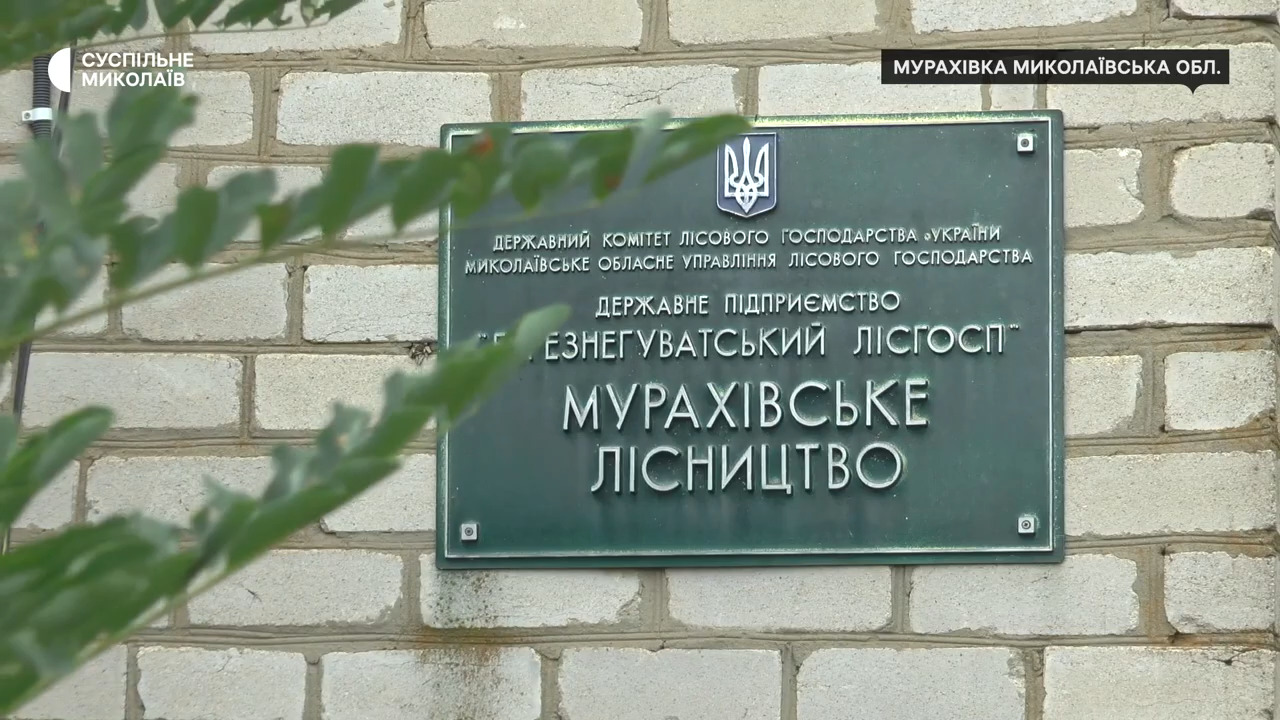 СУСПІЛЬНЕ
МИКОЛАЇВ
МУРАХІВКА МИКОЛАЇВСЬКА ОБЛ.
ДЕРЖАВНИЙ КОМІТЕТ ЛІСОВОГО ГОСПОДАРСТВА УКРАЇНИ
МИКОЛАЇВСЬКЕ ОБЛАСНЕ УПРАВЛІННЯ ЛІСОВОГО ГОСПОДАРСТВА
ДЕРЖАВНЕ ПІДПРИЄМСТВО
ЛІСГОСП"
МУРАХІВСЬКЕ
ЛІСНИЦТВО